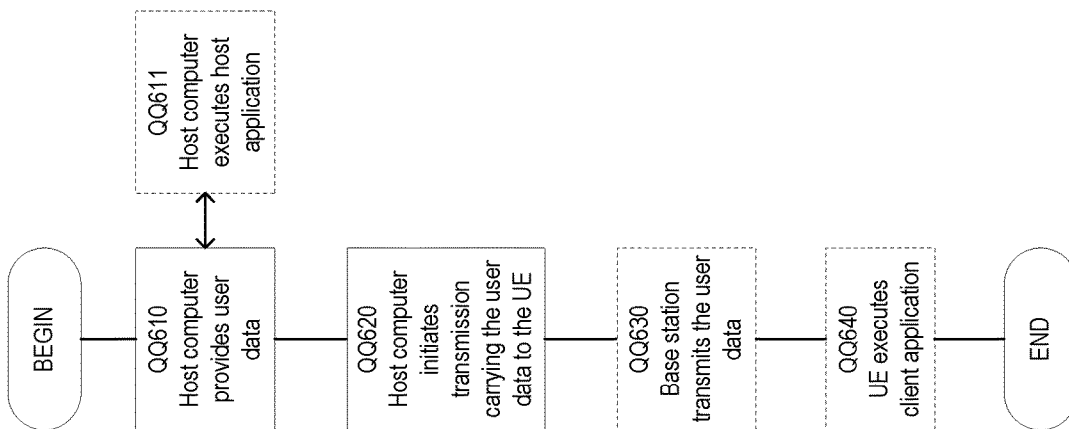 BEGIN
QQ610
Host computer
provides user
data
QQ611
Host computer
executes host
application
QQ620
Host computer
initiates
transmission
carrying the user
data to the UE
QQ630
Base station
transmits the user
data
QQ640
UE executes
client application
END